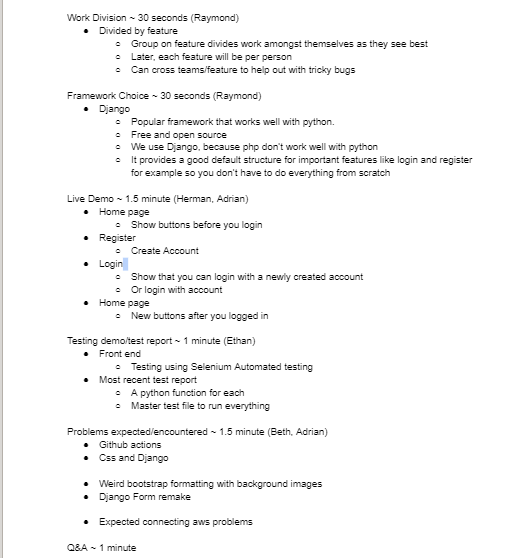 Work Division ~ 30 seconds (Raymond)
● Divided by feature
○ Group on feature divides work amongst themselves as they see best
○ Later, each feature will be per person
○ Can cross teams/feature to help out with tricky bugs
Framework Choice ~ 30 seconds (Raymond)
● Django
○ Popular framework that works well with python.
○ Free and open source
○ We use Django, because php don't work well with python
○ It provides a good default structure for important features like login and register
for example so you don't have to do everything from scratch
Live Demo ~ 1.5 minute (Herman, Adrian)
● Home page
○ Show buttons before you login
● Register
○ Create Account
● Login
○ Show that you can login with a newly created account
○ Or login with account
● Home page
○ New buttons after you logged in
Testing demo/test report ~ 1 minute (Ethan)
● Front end
○ Testing using Selenium Automated testing
● Most recent test report
○ A python function for each
○ Master test file to run everything
Problems expected/encountered ~ 1.5 minute (Beth, Adrian)
● Github actions
● Css and Django
● Weird bootstrap formatting with background images
● Django Form remake
● Expected connecting aws problems
Q&A ~ 1 minute